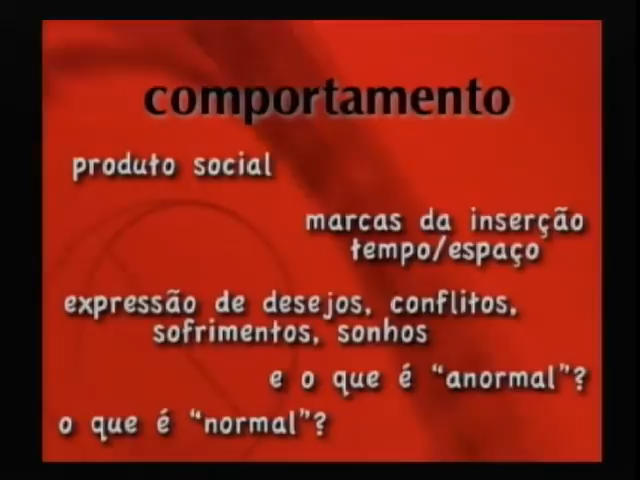 comportamento
produto social
marcas da inserção
tempo/espaço
expressão de desejos, conflitos,
sofrimentos, sonhos
e o que é “anormal”?
o que é “normal”?